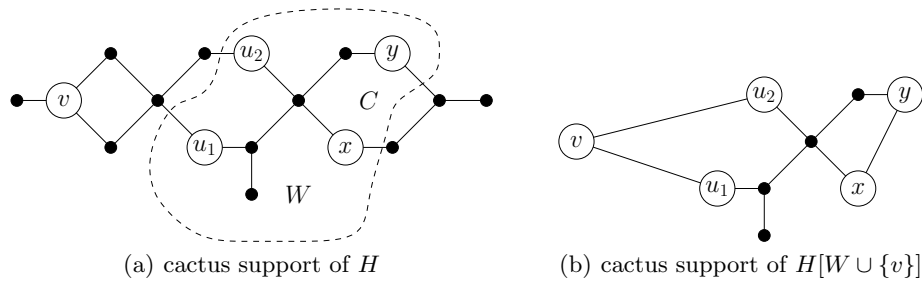 u₂
y
v
C
u₁
x
W
(a) cactus support of H
u₂
y
v
u₁
x
(b) cactus support of H[W ∪ {v}]